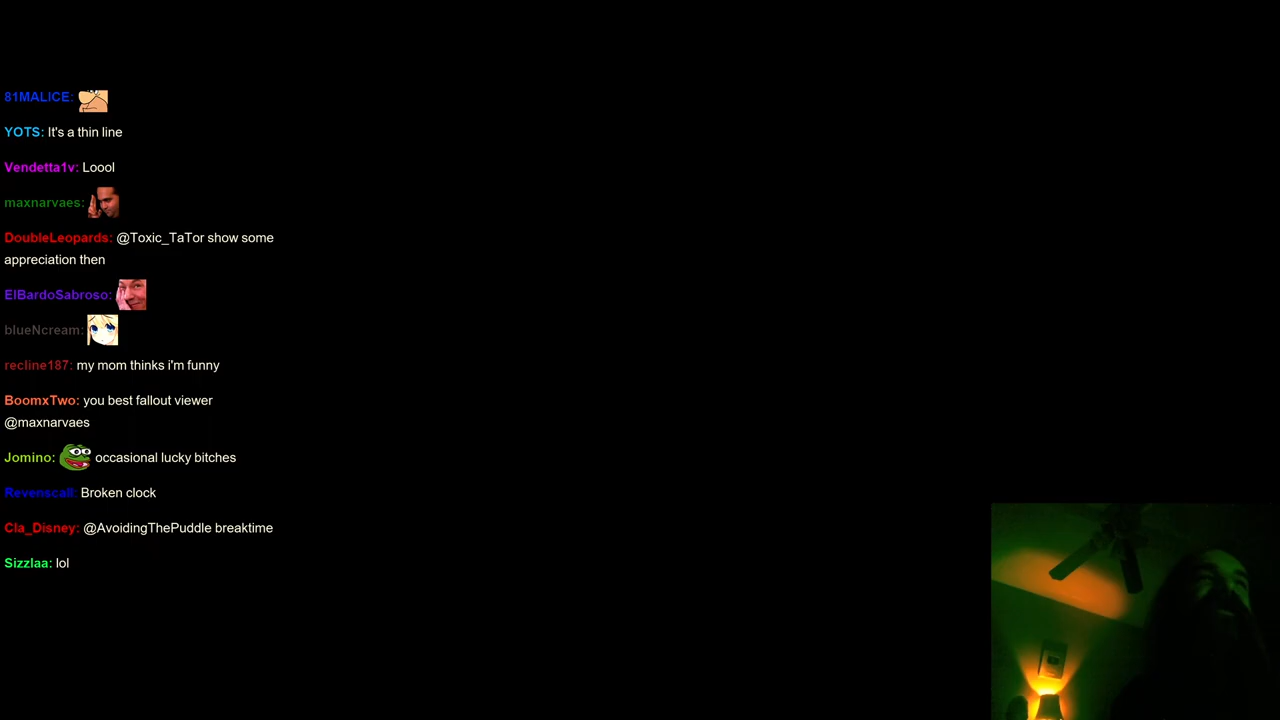 81MALICE:
YOTS: It's a thin line
Vendetta1v: Loool
maxnarvaes:
DoubleLeopards: @Toxic_TaTor show some
appreciation then
ElBardoSabroso:
blueNcream:
recline187: my mom thinks i'm funny
BoomxTwo: you best fallout viewer
@maxnarvaes
Jomino: occasional lucky bitches
Revenscall: Broken clock
Cla_Disney: @AvoidingThePuddle breaktime
Sizzlaa: lol